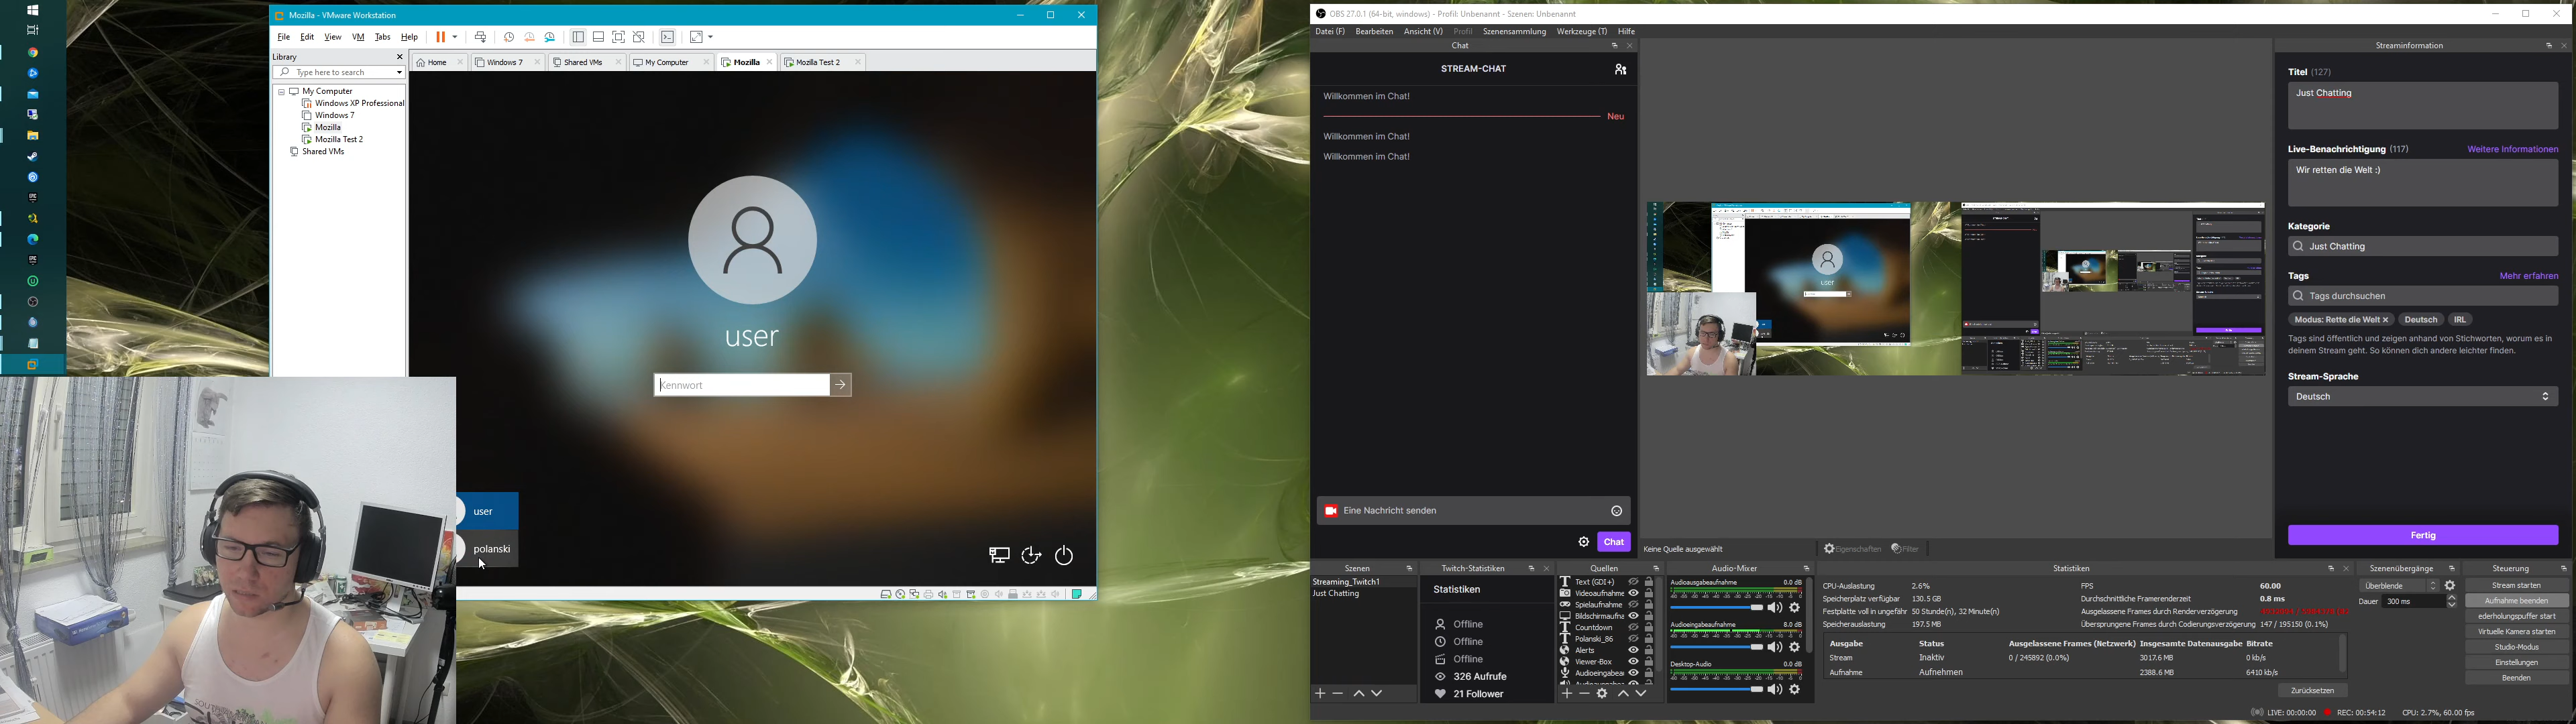 Mozilla - VMware Workstation
File Edit View VM Tabs Help
Library
Type here to search
My Computer
Windows XP Professional
Windows 7
Mozilla
Mozilla Test 2
Shared VMs
Home
Windows 7
Shared VMs
My Computer
Mozilla
Mozilla Test 2
user
Kennwort
user
polanski
OBS 27.0.1 (64-bit, windows) - Profil: Unbenannt - Szenen: Unbenannt
Datei (F) Bearbeiten Ansicht (V) Profil Szenensammlung Werkzeuge (T) Hilfe
Chat
STREAM-CHAT
Willkommen im Chat!
Neu
Willkommen im Chat!
Willkommen im Chat!
Eine Nachricht senden
Chat
Streaminformation
Titel (127)
Just Chatting
Live-Benachrichtigung (117) Weitere Informationen
Wir retten die Welt :)
Kategorie
Just Chatting
Tags Mehr erfahren
Tags durchsuchen
Modus: Rette die Welt Deutsch IRL
Tags sind öffentlich und zeigen anhand von Stichworten, worum es in
deinem Stream geht. So können dich andere leichter finden.
Stream-Sprache
Deutsch
Fertig
Keine Quelle ausgewählt
Eigenschaften
Filter
Szenen
Streaming_Twitch1
Just Chatting
Twitch-Statistiken
Statistiken
Offline
Offline
Offline
326 Aufrufe
21 Follower
Quellen
Text (GDI+)
Videoaufnahme
Spielaufnahme
Bildschirmaufna
Countdown
Polanski_86
Alerts
Viewer-Box
Audioeingabea
Audio-Mixer
Audioausgabeaufnahme 0.0 dB
Audioeingabeaufnahme 8.0 dB
Desktop-Audio 0.0 dB
Statistiken
CPU-Auslastung 2.6%
Speicherplatz verfügbar 130.5 GB
Festplatte voll in ungefähr 50 Stunde(n), 32 Minute(n)
Speicherauslastung 197.5 MB
FPS 60.00
Durchschnittliche Framerenderzeit 0.8 ms
Ausgelassene Frames durch Renderverzögerung
Übersprungene Frames durch Codierungsverzögerung 147 / 195150 (0.1%)
Ausgabe Status Ausgelassene Frames (Netzwerk) Insgesamte Datenausgabe Bitrate
Stream Inaktiv 0 / 245892 (0.0%) 3017.6 MB 0 kb/s
Aufnahme Aufnehmen 2388.6 MB 6410 kb/s
Zurücksetzen
Szenenübergänge
Überblende
Dauer 300 ms
Steuerung
Stream starten
Aufnahme beenden
ederholungspuffer start
Virtuelle Kamera starten
Studio-Modus
Einstellungen
Beenden
LIVE: 00:00:00 REC: 00:54:12 CPU: 2.7%, 60.00 fps